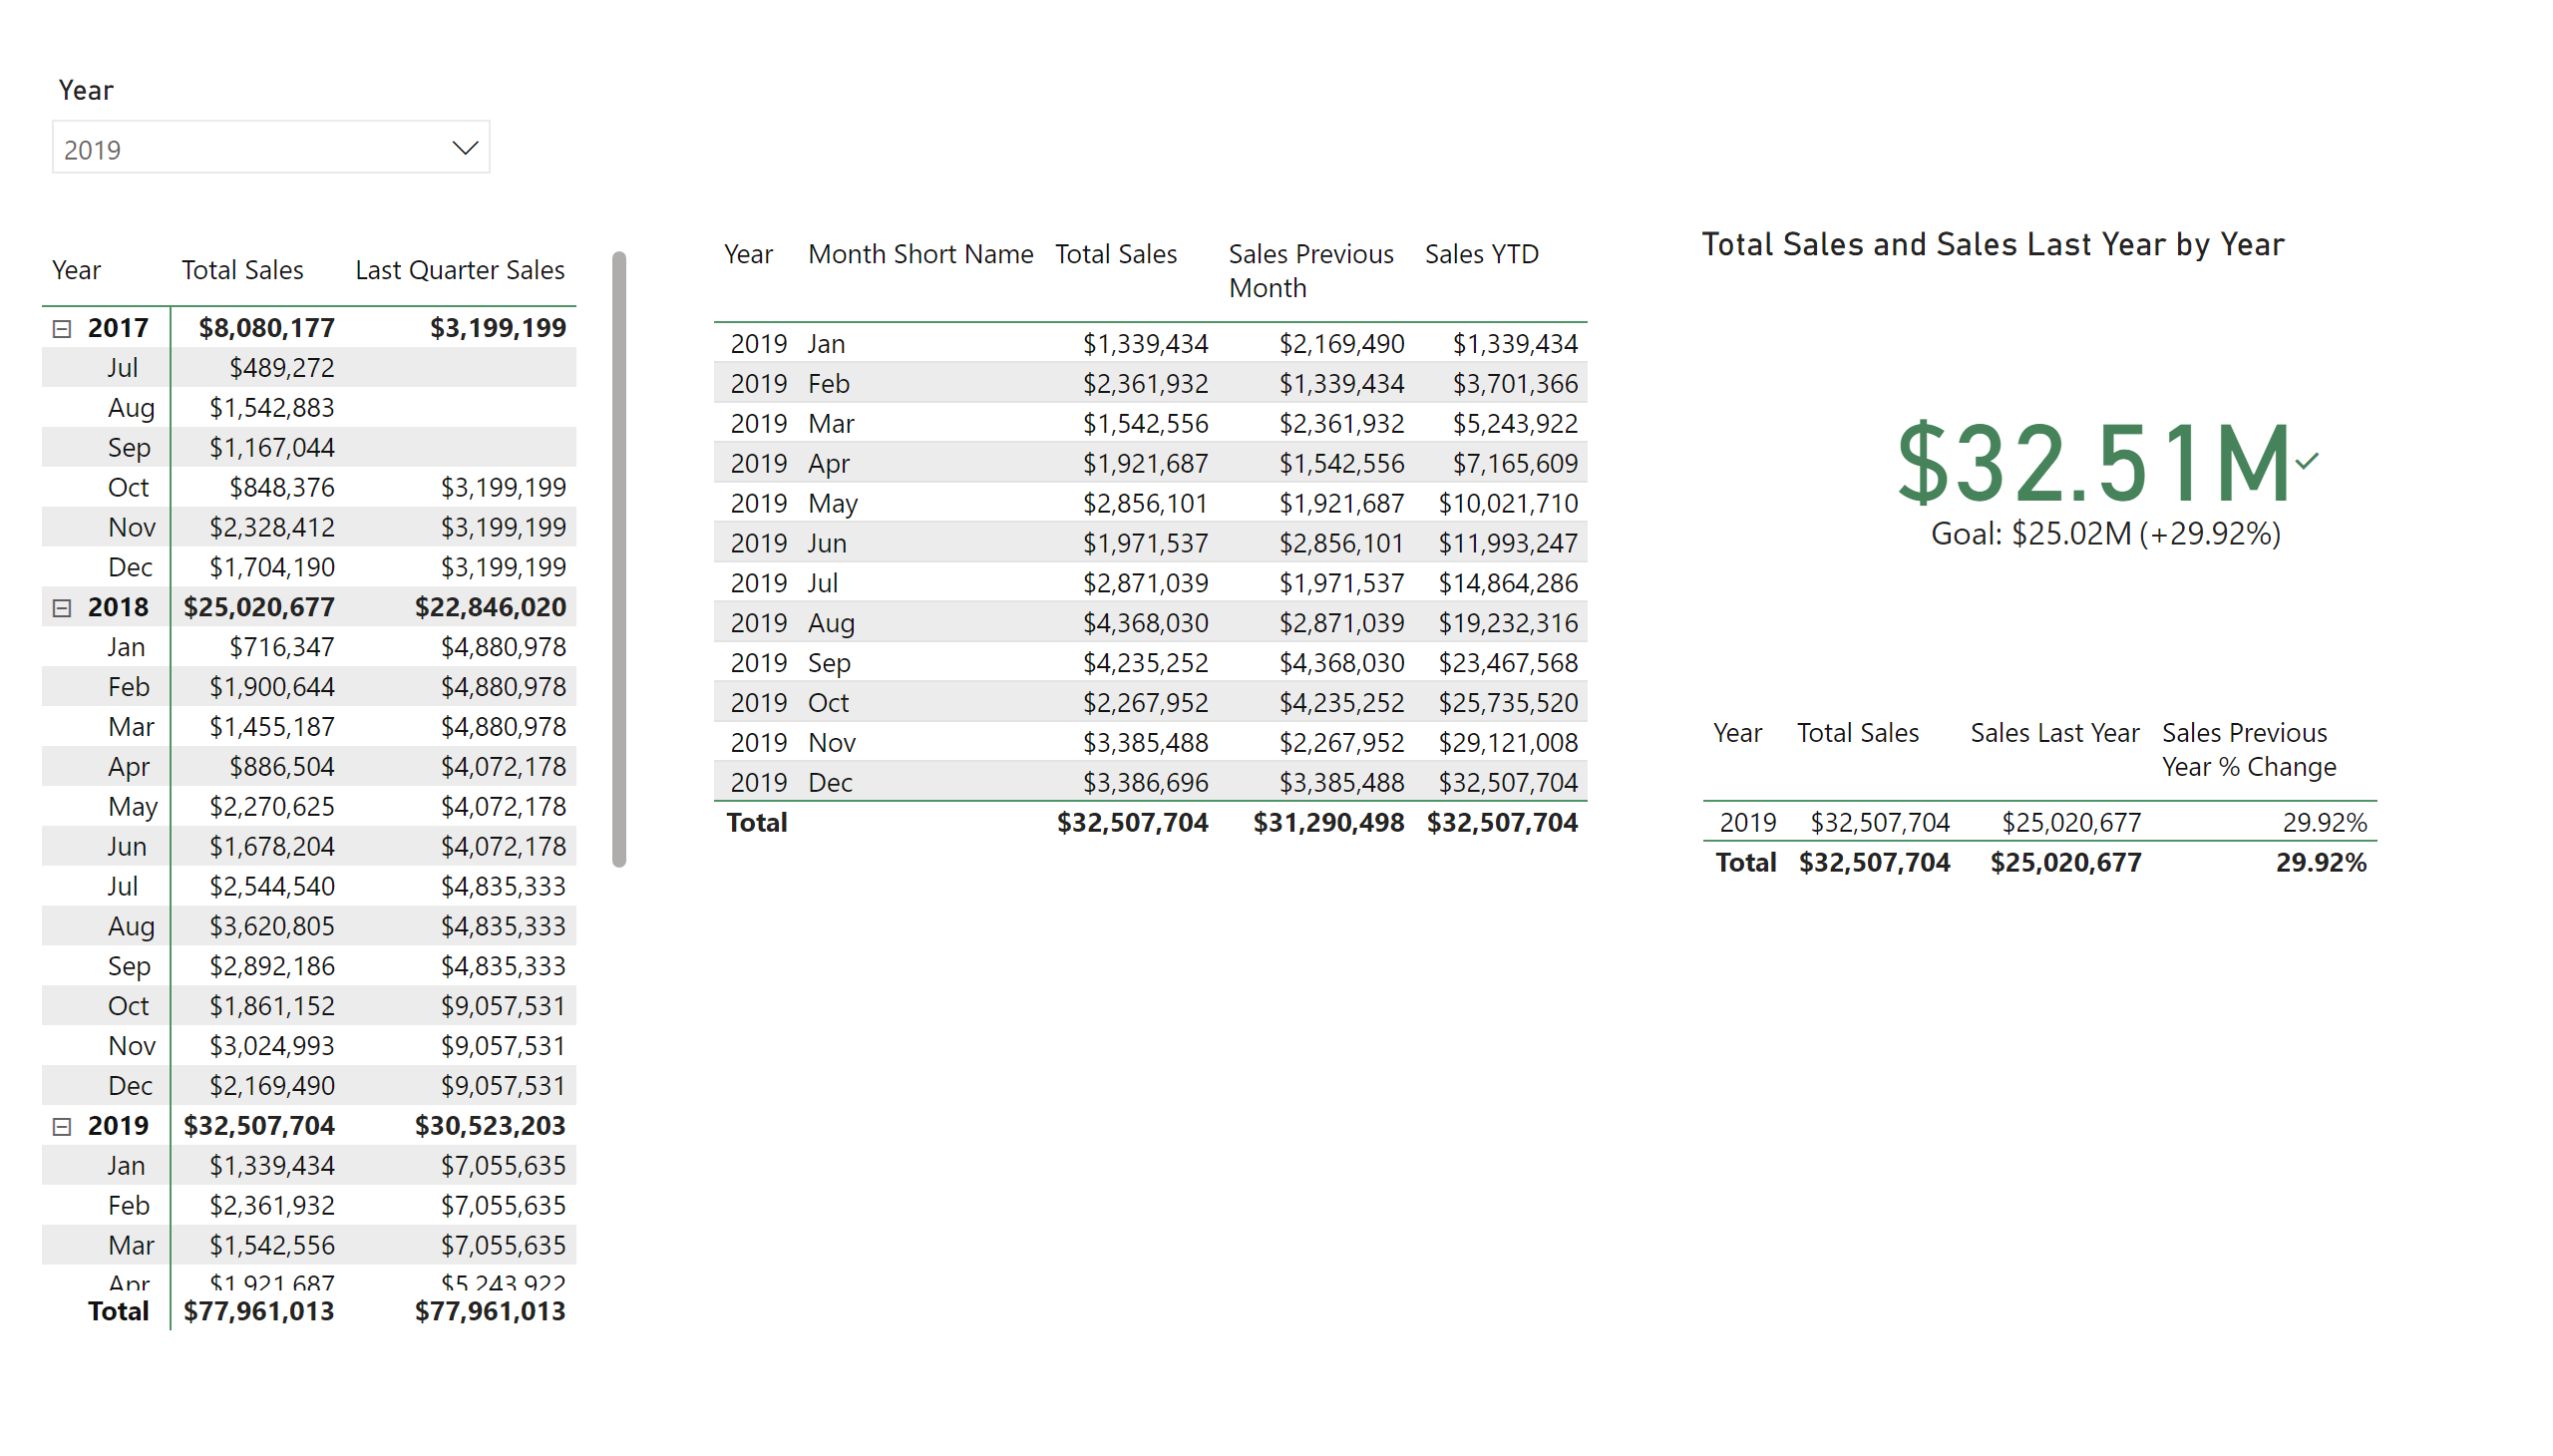 Year
2019
Year Total Sales Last Quarter Sales
2017 $8,080,177 $3,199,199
Jul $489,272
Aug $1,542,883
Sep $1,167,044
Oct $848,376 $3,199,199
Nov $2,328,412 $3,199,199
Dec $1,704,190 $3,199,199
2018 $25,020,677 $22,846,020
Jan $716,347 $4,880,978
Feb $1,900,644 $4,880,978
Mar $1,455,187 $4,880,978
Apr $886,504 $4,072,178
May $2,270,625 $4,072,178
Jun $1,678,204 $4,072,178
Jul $2,544,540 $4,835,333
Aug $3,620,805 $4,835,333
Sep $2,892,186 $4,835,333
Oct $1,861,152 $9,057,531
Nov $3,024,993 $9,057,531
Dec $2,169,490 $9,057,531
2019 $32,507,704 $30,523,203
Jan $1,339,434 $7,055,635
Feb $2,361,932 $7,055,635
Mar $1,542,556 $7,055,635
Apr $1,921,687 $5,243,922
Total $77,961,013 $77,961,013
Year Month Short Name Total Sales Sales Previous Month Sales YTD
2019 Jan $1,339,434 $2,169,490 $1,339,434
2019 Feb $2,361,932 $1,339,434 $3,701,366
2019 Mar $1,542,556 $2,361,932 $5,243,922
2019 Apr $1,921,687 $1,542,556 $7,165,609
2019 May $2,856,101 $1,921,687 $10,021,710
2019 Jun $1,971,537 $2,856,101 $11,993,247
2019 Jul $2,871,039 $1,971,537 $14,864,286
2019 Aug $4,368,030 $2,871,039 $19,232,316
2019 Sep $4,235,252 $4,368,030 $23,467,568
2019 Oct $2,267,952 $4,235,252 $25,735,520
2019 Nov $3,385,488 $2,267,952 $29,121,008
2019 Dec $3,386,696 $3,385,488 $32,507,704
Total $32,507,704 $31,290,498 $32,507,704
Total Sales and Sales Last Year by Year
$32.51M
Goal: $25.02M (+29.92%)
Year Total Sales Sales Last Year Sales Previous Year % Change
2019 $32,507,704 $25,020,677 29.92%
Total $32,507,704 $25,020,677 29.92%